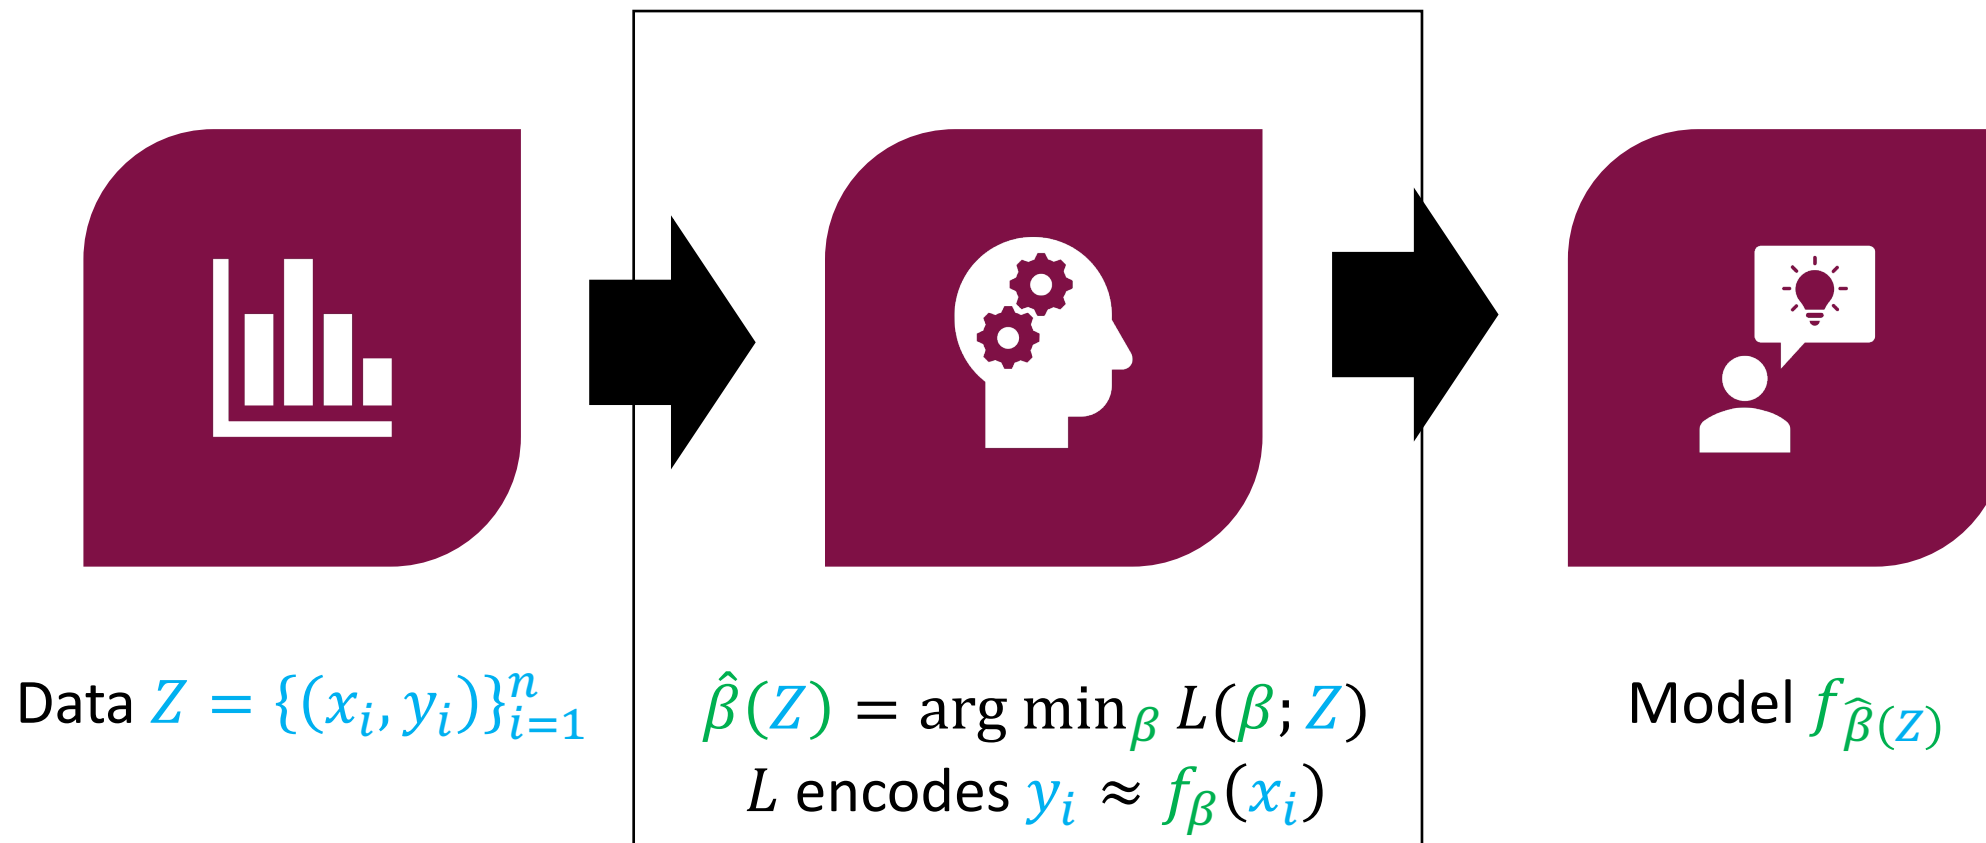 Data Z = {(x_i, y_i)}_{i=1}^n
β̂(Z) = arg min_β L(β; Z)
L encodes y_i ≈ f_β(x_i)
Model f_{β̂(Z)}